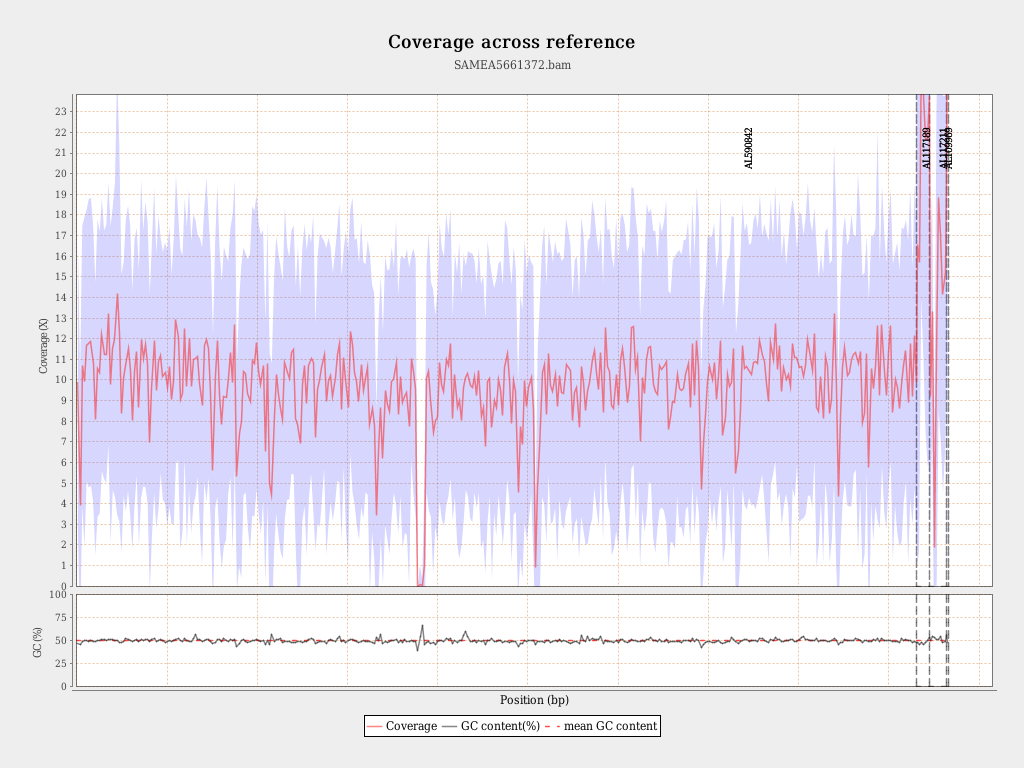 Coverage across reference
SAMEA5661372.bam
Coverage (X)
23
22
21
20
19
18
17
16
15
14
13
12
11
10
9
8
7
6
5
4
3
2
1
0
AL590842
AL117189
AL117211
AL109969
GC (%)
100
75
50
25
0
Position (bp)
Coverage GC content(%) mean GC content